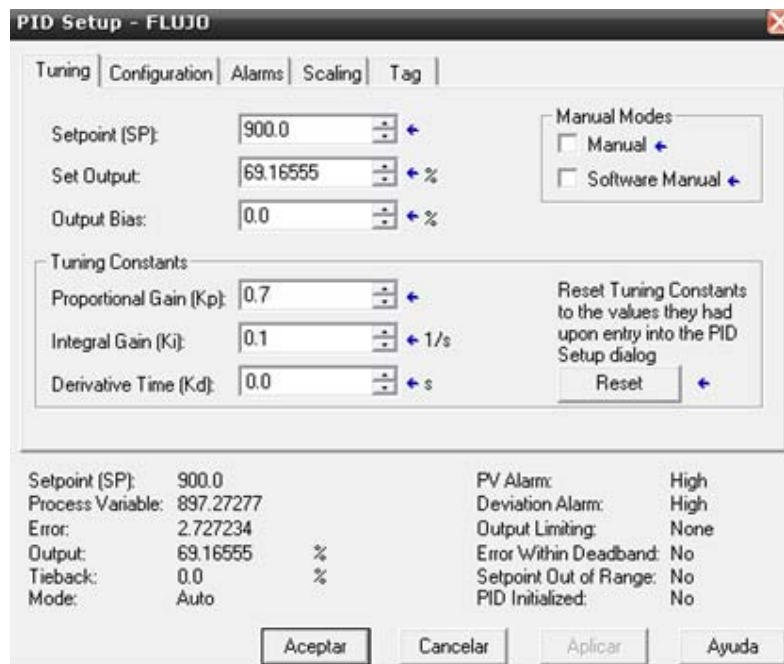 PID Setup - FLUJO
Tuning Configuration Alarms Scaling Tag
Setpoint (SP): 900.0
Set Output: 69.16555 %
Output Bias: 0.0 %
Manual Modes
Manual
Software Manual
Tuning Constants
Proportional Gain (Kp): 0.7
Integral Gain (Ki): 0.1 1/s
Derivative Time (Kd): 0.0 s
Reset Tuning Constants
to the values they had
upon entry into the PID
Setup dialog
Reset
Setpoint (SP): 900.0
Process Variable: 897.27277
Error: 2.727234
Output: 69.16555 %
Tieback: 0.0 %
Mode: Auto
PV Alarm: High
Deviation Alarm: High
Output Limiting: None
Error Within Deadband: No
Setpoint Out of Range: No
PID Initialized: No
Aceptar Cancelar Aplicar Ayuda